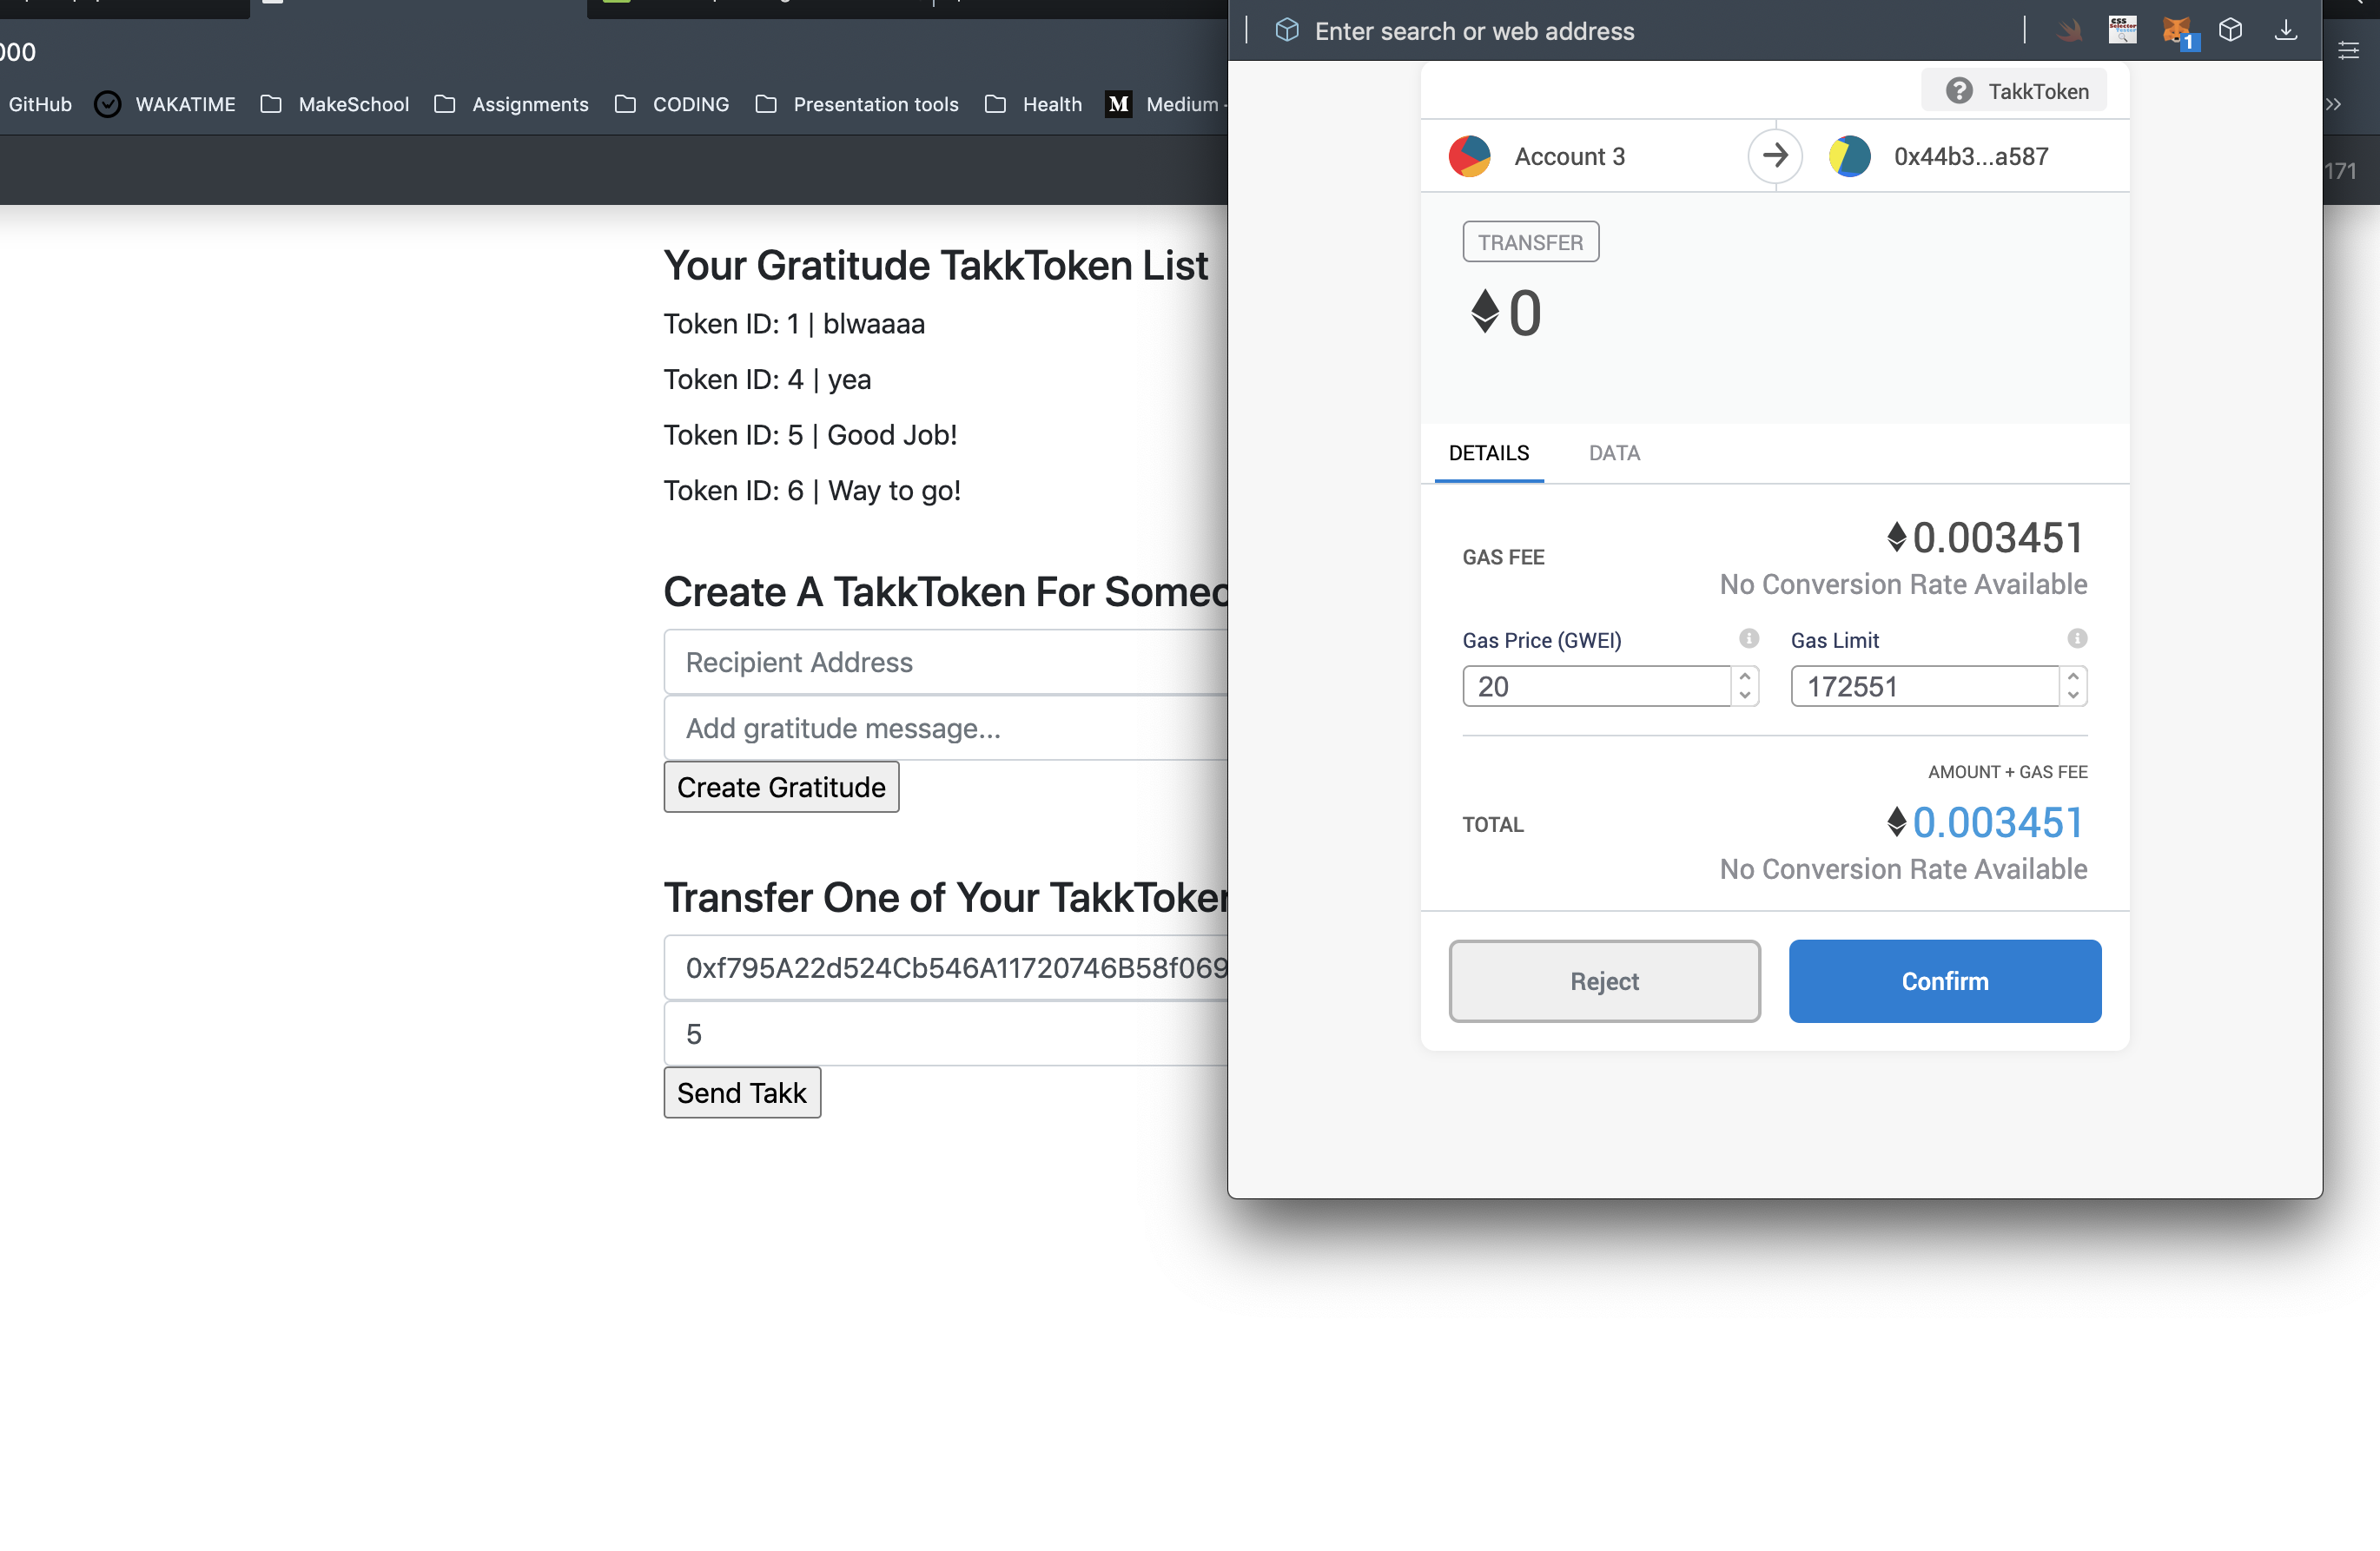 000
GitHub
WAKATIME
MakeSchool
Assignments
CODING
Presentation tools
Health
M Medium -
Your Gratitude TakkToken List
Token ID: 1 | blwaaaa
Token ID: 4 | yea
Token ID: 5 | Good Job!
Token ID: 6 | Way to go!
Create A TakkToken For Someo
Recipient Address
Add gratitude message...
Create Gratitude
Transfer One of Your TakkToken
0xf795A22d524Cb546A11720746B58f069
5
Send Takk
Enter search or web address
CSS
Selector
Tester
1
TakkToken
Account 3
0x44b3...a587
TRANSFER
0
DETAILS
DATA
GAS FEE
0.003451
No Conversion Rate Available
Gas Price (GWEI)
Gas Limit
20
172551
AMOUNT + GAS FEE
TOTAL
0.003451
No Conversion Rate Available
Reject
Confirm
171